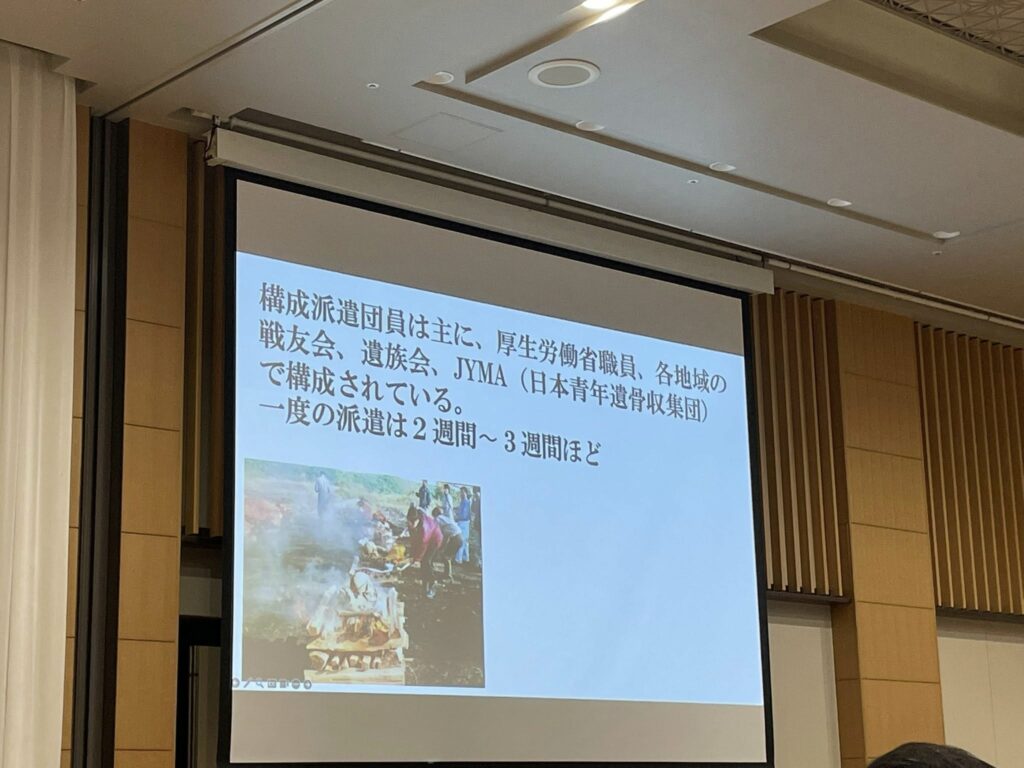 構成派遣団員は主に、厚生労働省職員、各地域の
戦友会、遺族会、JYMA（日本青年遺骨収集団）
で構成されている。
一度の派遣は２週間～３週間ほど